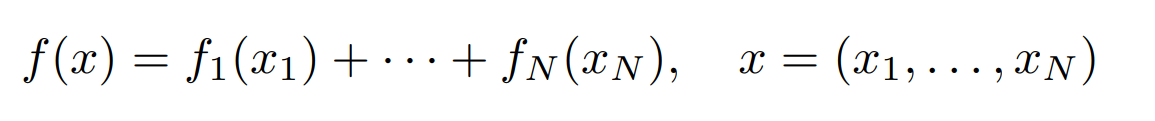 f(x) = f₁(x₁) + ⋯ + f_N(x_N), x = (x₁, …, x_N)